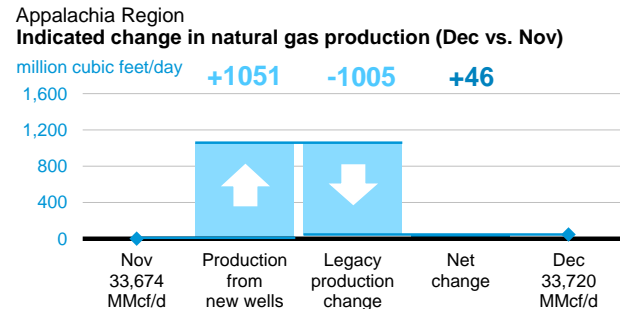 Appalachia Region
Indicated change in natural gas production (Dec vs. Nov)
million cubic feet/day
+1051 -1005 +46
1,600
1,200
800
400
0
Nov
33,674
MMcf/d
Production
from
new wells
Legacy
production
change
Net
change
Dec
33,720
MMcf/d